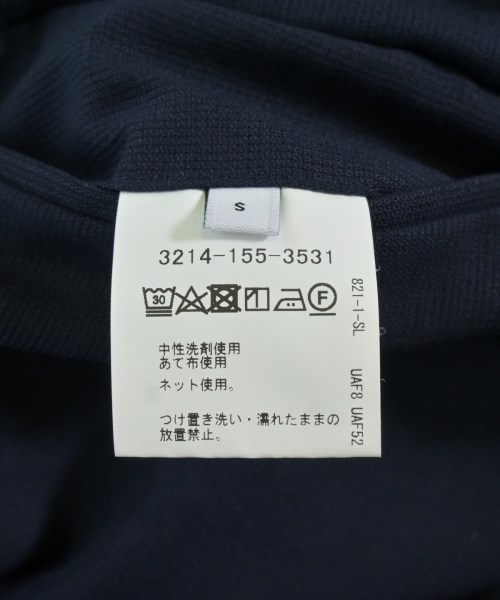 S
3214-155-3531
30 F
中性洗剤使用
あて布使用
ネット使用。
つけ置き洗い・濡れたままの
放置禁止。
821-1-SL UAF8 UAF52